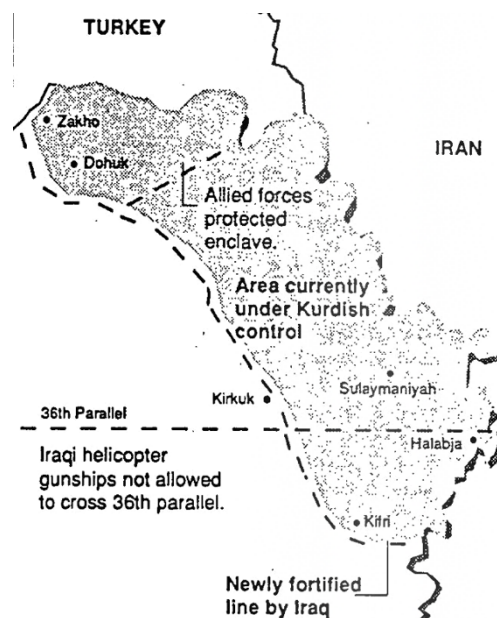 TURKEY
Zakho
Dohuk
IRAN
Allied forces
protected
enclave.
Area currently
under Kurdish
control
Sulaymaniyah
Kirkuk
36th Parallel
Halabja
Iraqi helicopter
gunships not allowed
to cross 36th parallel.
Kifri
Newly fortified
line by Iraq